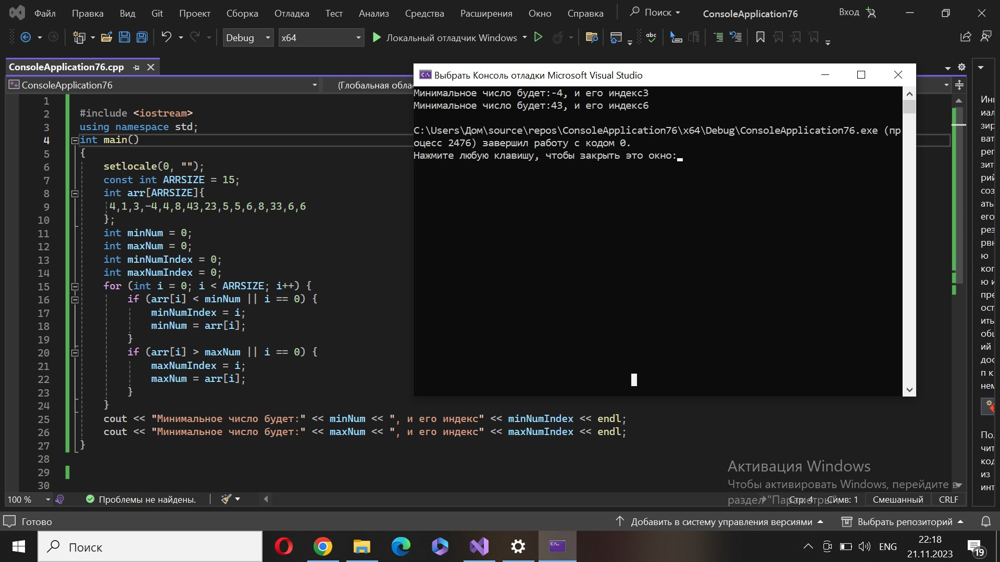 Файл Правка Вид Git Проект Сборка Отладка Тест Анализ Средства Расширения Окно Справка Поиск ConsoleApplication76 Вход
Debug x64 Локальный отладчик Windows abc
ConsoleApplication76.cpp
ConsoleApplication76 (Глобальная обла
1
2 #include <iostream>
3 using namespace std;
4 int main()
5 {
6 setlocale(0, "");
7 const int ARRSIZE = 15;
8 int arr[ARRSIZE]{
9 4,1,3,-4,4,8,43,23,5,5,6,8,33,6,6
10 };
11 int minNum = 0;
12 int maxNum = 0;
13 int minNumIndex = 0;
14 int maxNumIndex = 0;
15 for (int i = 0; i < ARRSIZE; i++) {
16 if (arr[i] < minNum || i == 0) {
17 minNumIndex = i;
18 minNum = arr[i];
19 }
20 if (arr[i] > maxNum || i == 0) {
21 maxNumIndex = i;
22 maxNum = arr[i];
23 }
24 }
25 cout << "Минимальное число будет:" << minNum << ", и его индекс" << minNumIndex << endl;
26 cout << "Минимальное число будет:" << maxNum << ", и его индекс" << maxNumIndex << endl;
27 }
28
29
30
Выбрать Консоль отладки Microsoft Visual Studio
Минимальное число будет:-4, и его индекс3
Минимальное число будет:43, и его индекс6
C:\Users\Дом\source\repos\ConsoleApplication76\x64\Debug\ConsoleApplication76.exe (пр
оцесс 2476) завершил работу с кодом 0.
Нажмите любую клавишу, чтобы закрыть это окно:
иал
зир
ват
реп
зит
рий
соз
ать
его
рез
рвн
ю
коп
ю и
пре
ост
ить
общ
ий
дос
п к
нем
Пол
чит
код
из
инт
Активация Windows
Чтобы активировать Windows, перейдите в
раздел "Параметры".
100 % Проблемы не найдены. Стр: 4 Симв: 1 Смешанный CRLF
Готово Добавить в систему управления версиями Выбрать репозиторий
Поиск ENG 22:18
21.11.2023 19